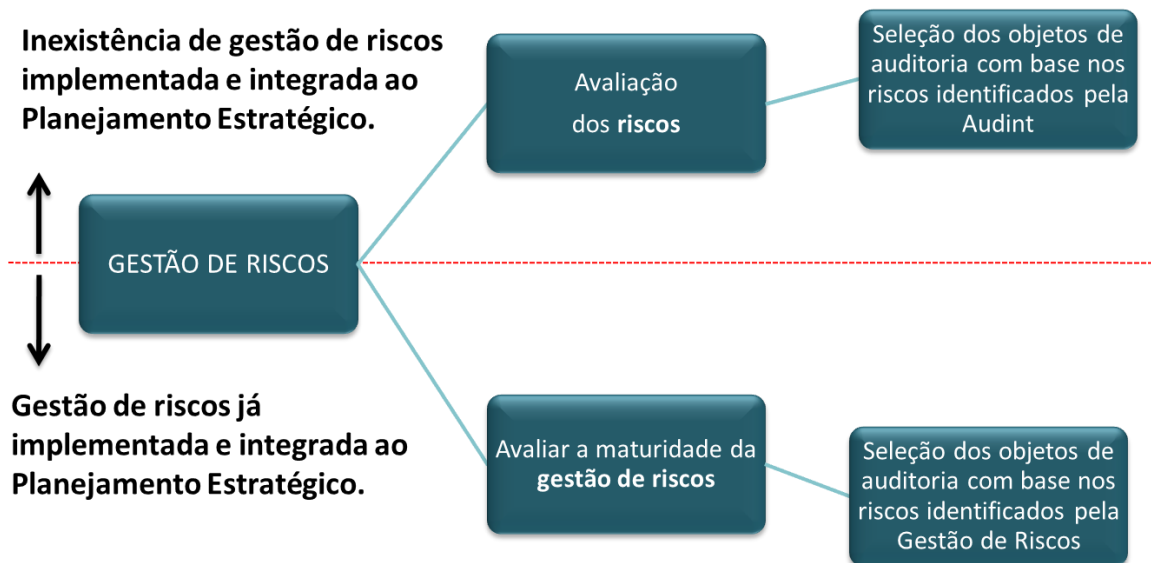 Inexistência de gestão de riscos
implementada e integrada ao
Planejamento Estratégico.
GESTÃO DE RISCOS
Gestão de riscos já
implementada e integrada ao
Planejamento Estratégico.
Avaliação
dos riscos
Seleção dos objetos de
auditoria com base nos
riscos identificados pela
Audint
Avaliar a maturidade da
gestão de riscos
Seleção dos objetos de
auditoria com base nos
riscos identificados pela
Gestão de Riscos